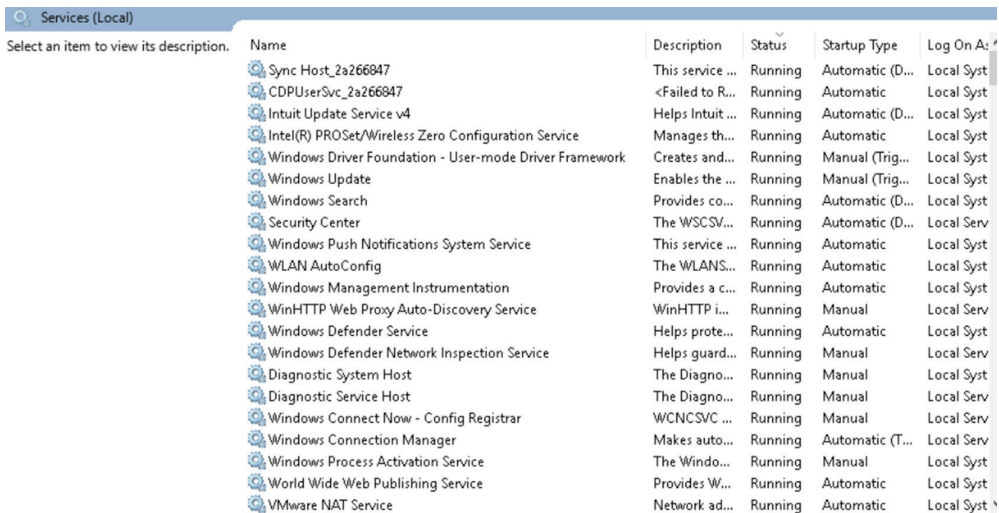 Services (Local)
Select an item to view its description.
Name Description Status Startup Type Log On As
Sync Host_2a266847 This service ... Running Automatic (D... Local Syst
CDPUserSvc_2a266847 <Failed to R... Running Automatic Local Syst
Intuit Update Service v4 Helps Intuit ... Running Automatic (D... Local Syst
Intel(R) PROSet/Wireless Zero Configuration Service Manages th... Running Automatic Local Syst
Windows Driver Foundation - User-mode Driver Framework Creates and... Running Manual (Trig... Local Syst
Windows Update Enables the ... Running Manual (Trig... Local Syst
Windows Search Provides co... Running Automatic (D... Local Syst
Security Center The WSCSV... Running Automatic (D... Local Serv
Windows Push Notifications System Service This service ... Running Automatic Local Syst
WLAN AutoConfig The WLANS... Running Automatic Local Syst
Windows Management Instrumentation Provides a c... Running Automatic Local Syst
WinHTTP Web Proxy Auto-Discovery Service WinHTTP i... Running Manual Local Serv
Windows Defender Service Helps prote... Running Automatic Local Syst
Windows Defender Network Inspection Service Helps guard... Running Manual Local Serv
Diagnostic System Host The Diagno... Running Manual Local Syst
Diagnostic Service Host The Diagno... Running Manual Local Serv
Windows Connect Now - Config Registrar WCNCSVC ... Running Manual Local Serv
Windows Connection Manager Makes auto... Running Automatic (T... Local Serv
Windows Process Activation Service The Windo... Running Manual Local Syst
World Wide Web Publishing Service Provides W... Running Automatic Local Syst
VMware NAT Service Network ad... Running Automatic Local Syst